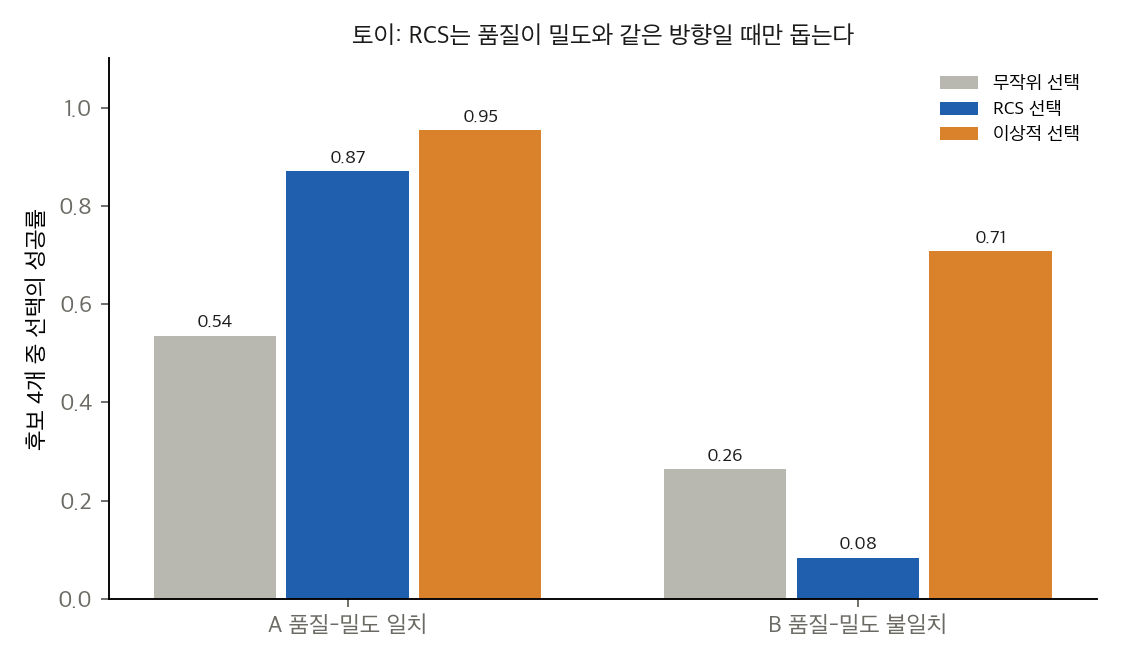 토이: RCS는 품질이 밀도와 같은 방향일 때만 돕는다
무작위 선택
RCS 선택
이상적 선택
후보 4개 중 선택의 성공률
1.0
0.8
0.6
0.4
0.2
0.0
0.54
0.87
0.95
0.26
0.08
0.71
A 품질-밀도 일치
B 품질-밀도 불일치